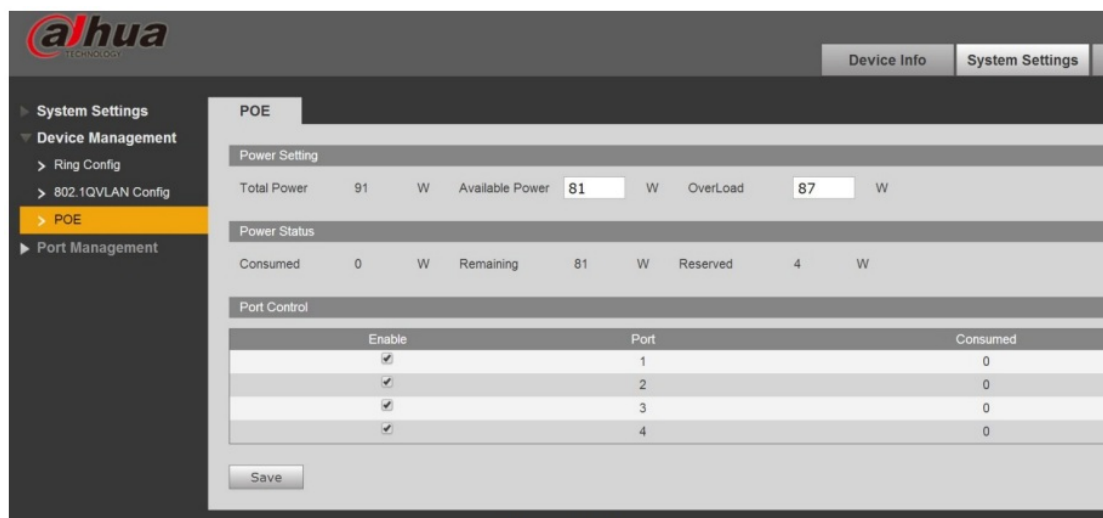 alhua
TECHNOLOGY
Device Info System Settings
System Settings
Device Management
Ring Config
802.1QVLAN Config
POE
Port Management
POE
Power Setting
Total Power 91 W Available Power 81 W OverLoad 87 W
Power Status
Consumed 0 W Remaining 81 W Reserved 4 W
Port Control
Enable Port Consumed
1 0
2 0
3 0
4 0
Save